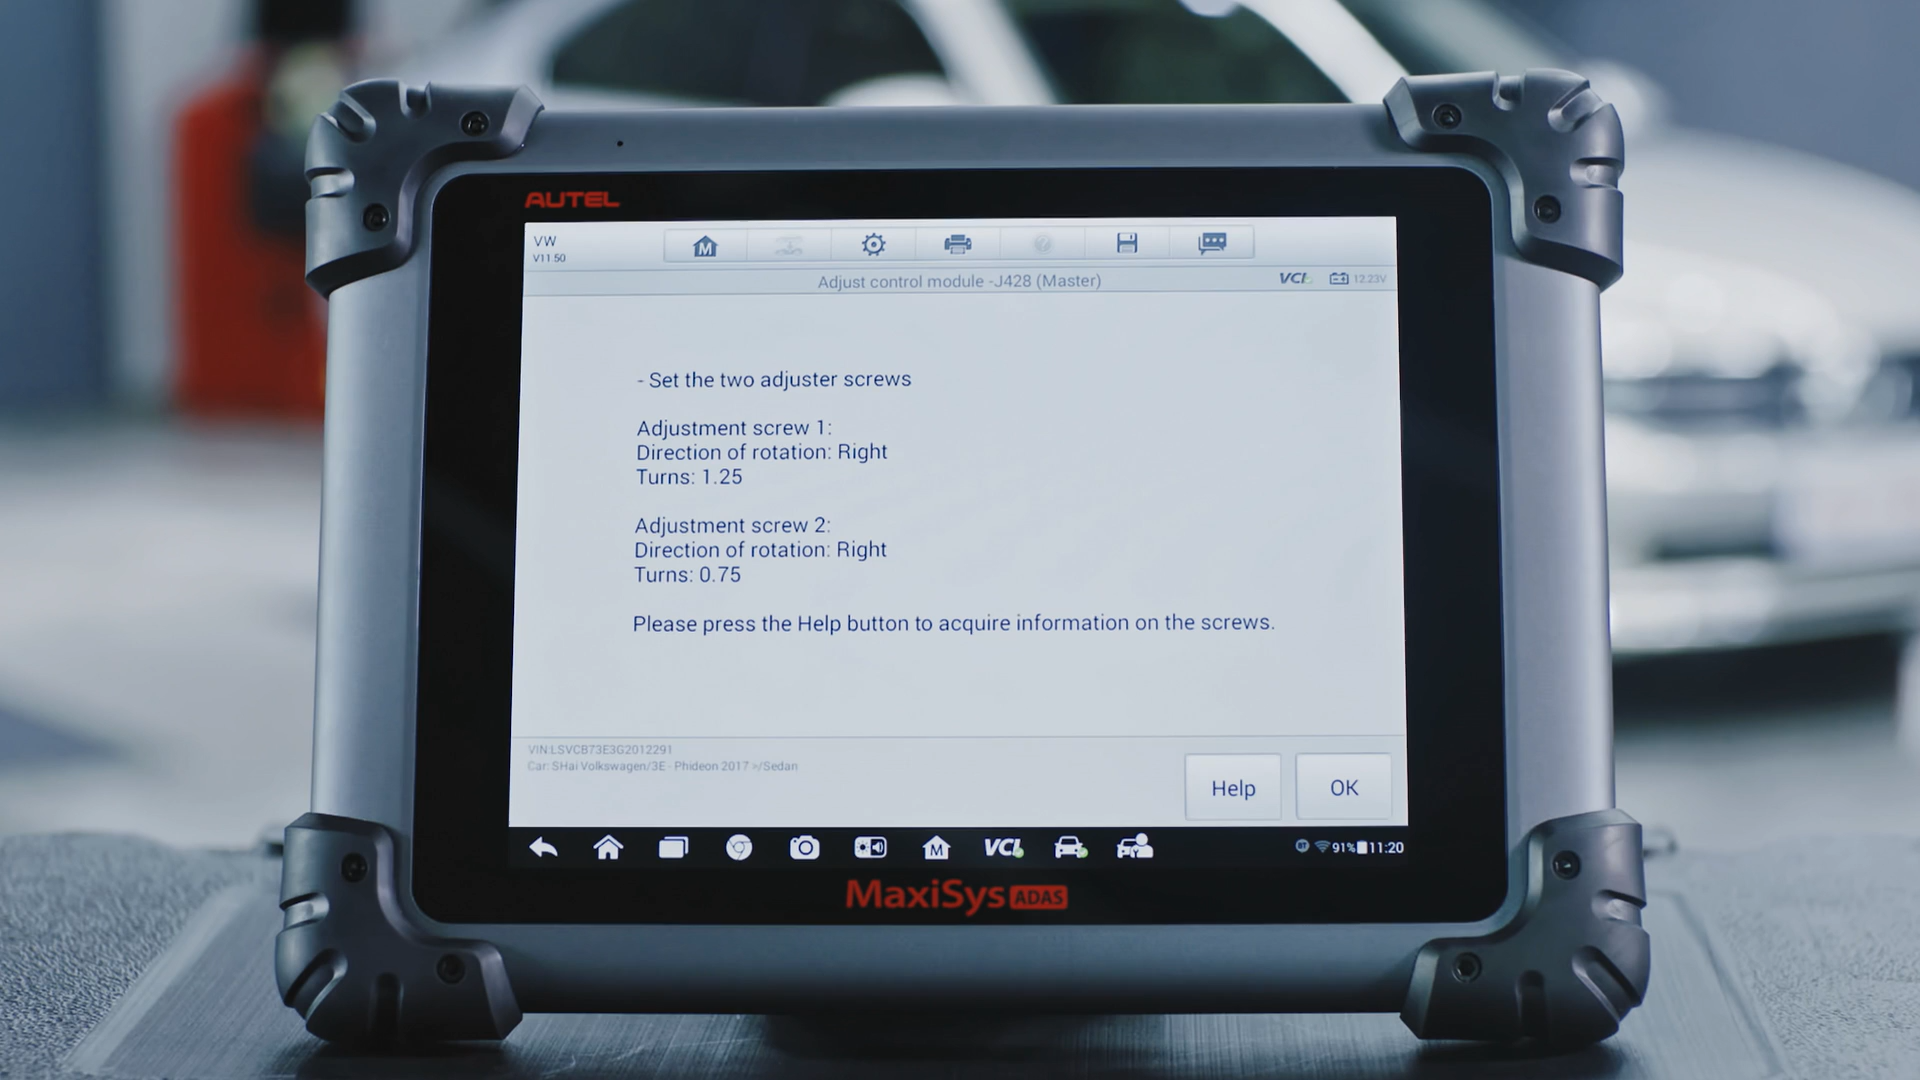 AUTEL
VW
V11.50
M
?
Adjust control module -J428 (Master)
VCI
12.23V
- Set the two adjuster screws
Adjustment screw 1:
Direction of rotation: Right
Turns: 1.25
Adjustment screw 2:
Direction of rotation: Right
Turns: 0.75
Please press the Help button to acquire information on the screws.
VIN:LSVCB73E3G2012291
Car: SHai Volkswagen/3E - Phideon 2017 >/Sedan
Help
OK
M
VCI
BT
91%
11:20
MaxiSys ADAS